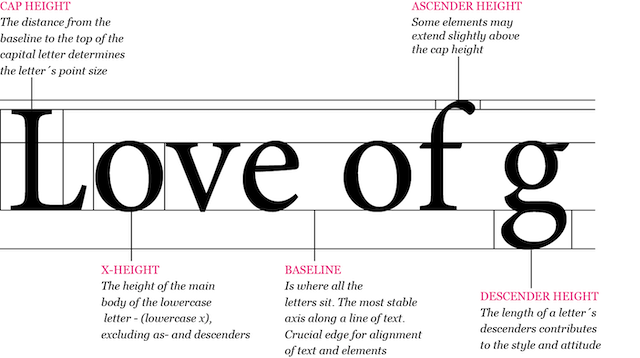 CAP HEIGHT
The distance from the
baseline to the top of the
capital letter determines
the letter´s point size
ASCENDER HEIGHT
Some elements may
extend slightly above
the cap height
Love of g
X-HEIGHT
The height of the main
body of the lowercase
letter - (lowercase x),
excluding as- and descenders
BASELINE
Is where all the
letters sit. The most stable
axis along a line of text.
Crucial edge for alignment
of text and elements
DESCENDER HEIGHT
The length of a letter´s
descenders contributes
to the style and attitude